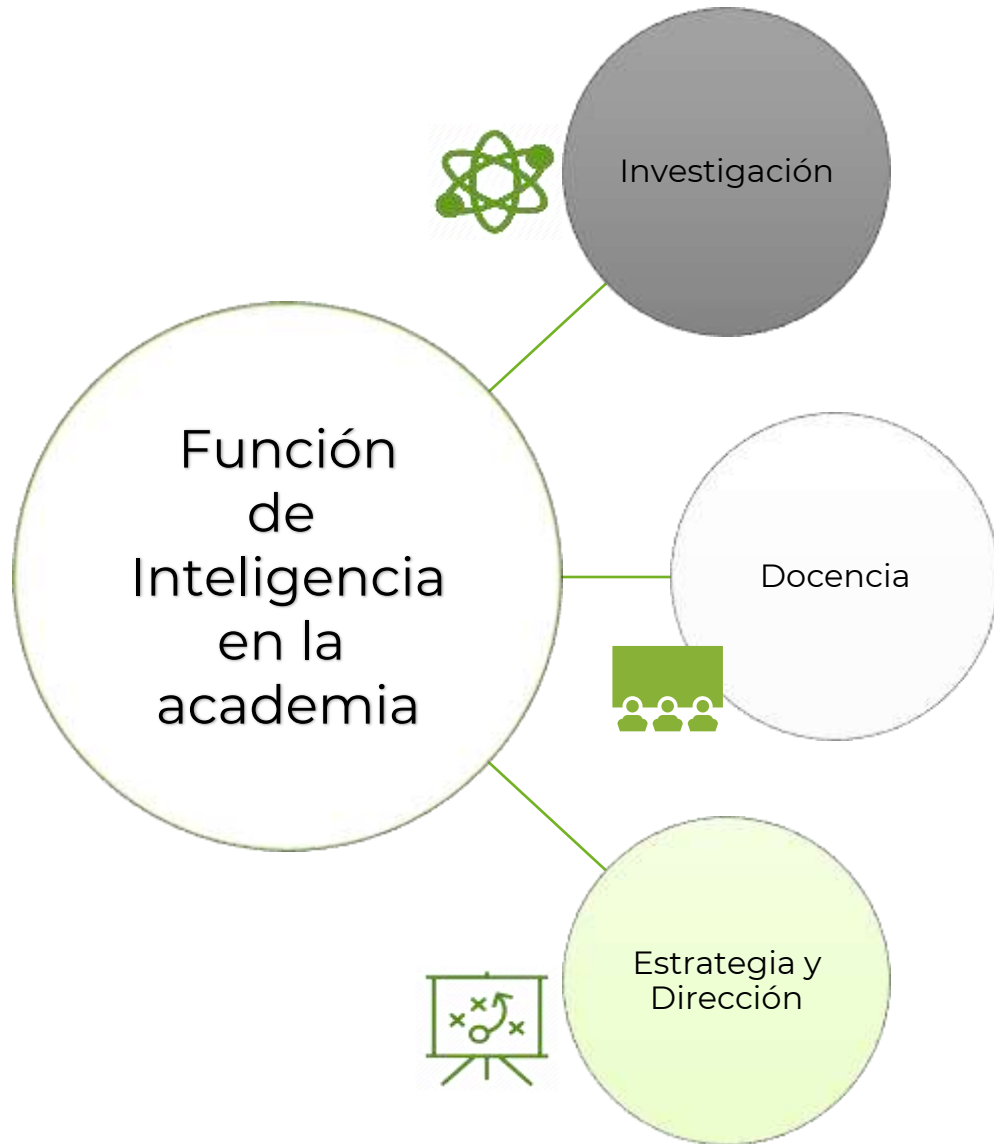 Investigación
Función
de
Inteligencia
en la
academia
Docencia
Estrategia y
Dirección